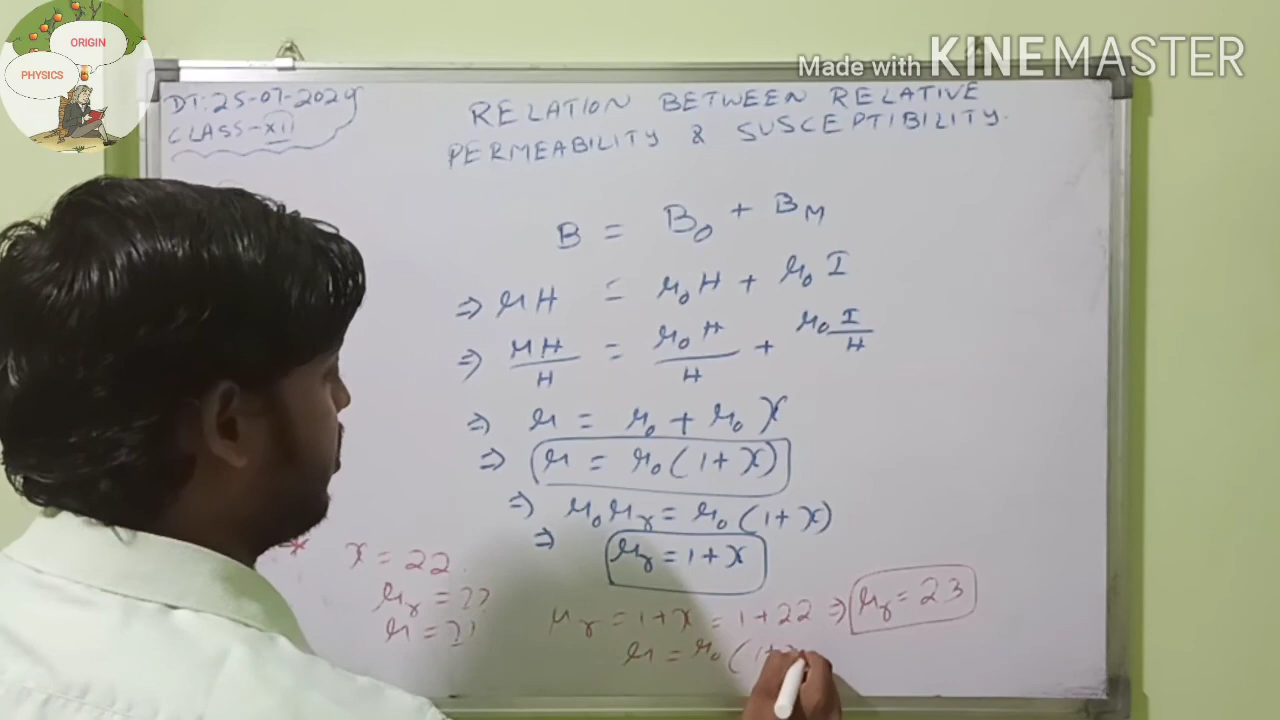 ORIGIN
PHYSICS
Made with KINEMASTER
DT:25-07-2024
CLASS-XII
RELATION BETWEEN RELATIVE
PERMEABILITY & SUSCEPTIBILITY.
B = B₀ + B_M
⇒ μH = μ₀H + μ₀I
⇒ μH/H = μ₀H/H + μ₀ I/H
⇒ μ = μ₀ + μ₀χ
⇒ μ = μ₀(1+χ)
⇒ μ₀μᵣ = μ₀(1+χ)
⇒ μᵣ = 1+χ
* χ = 22.
μᵣ = ??
μ = ??
μᵣ = 1+χ = 1+22 ⇒ μᵣ = 23
μ = μ₀(1+